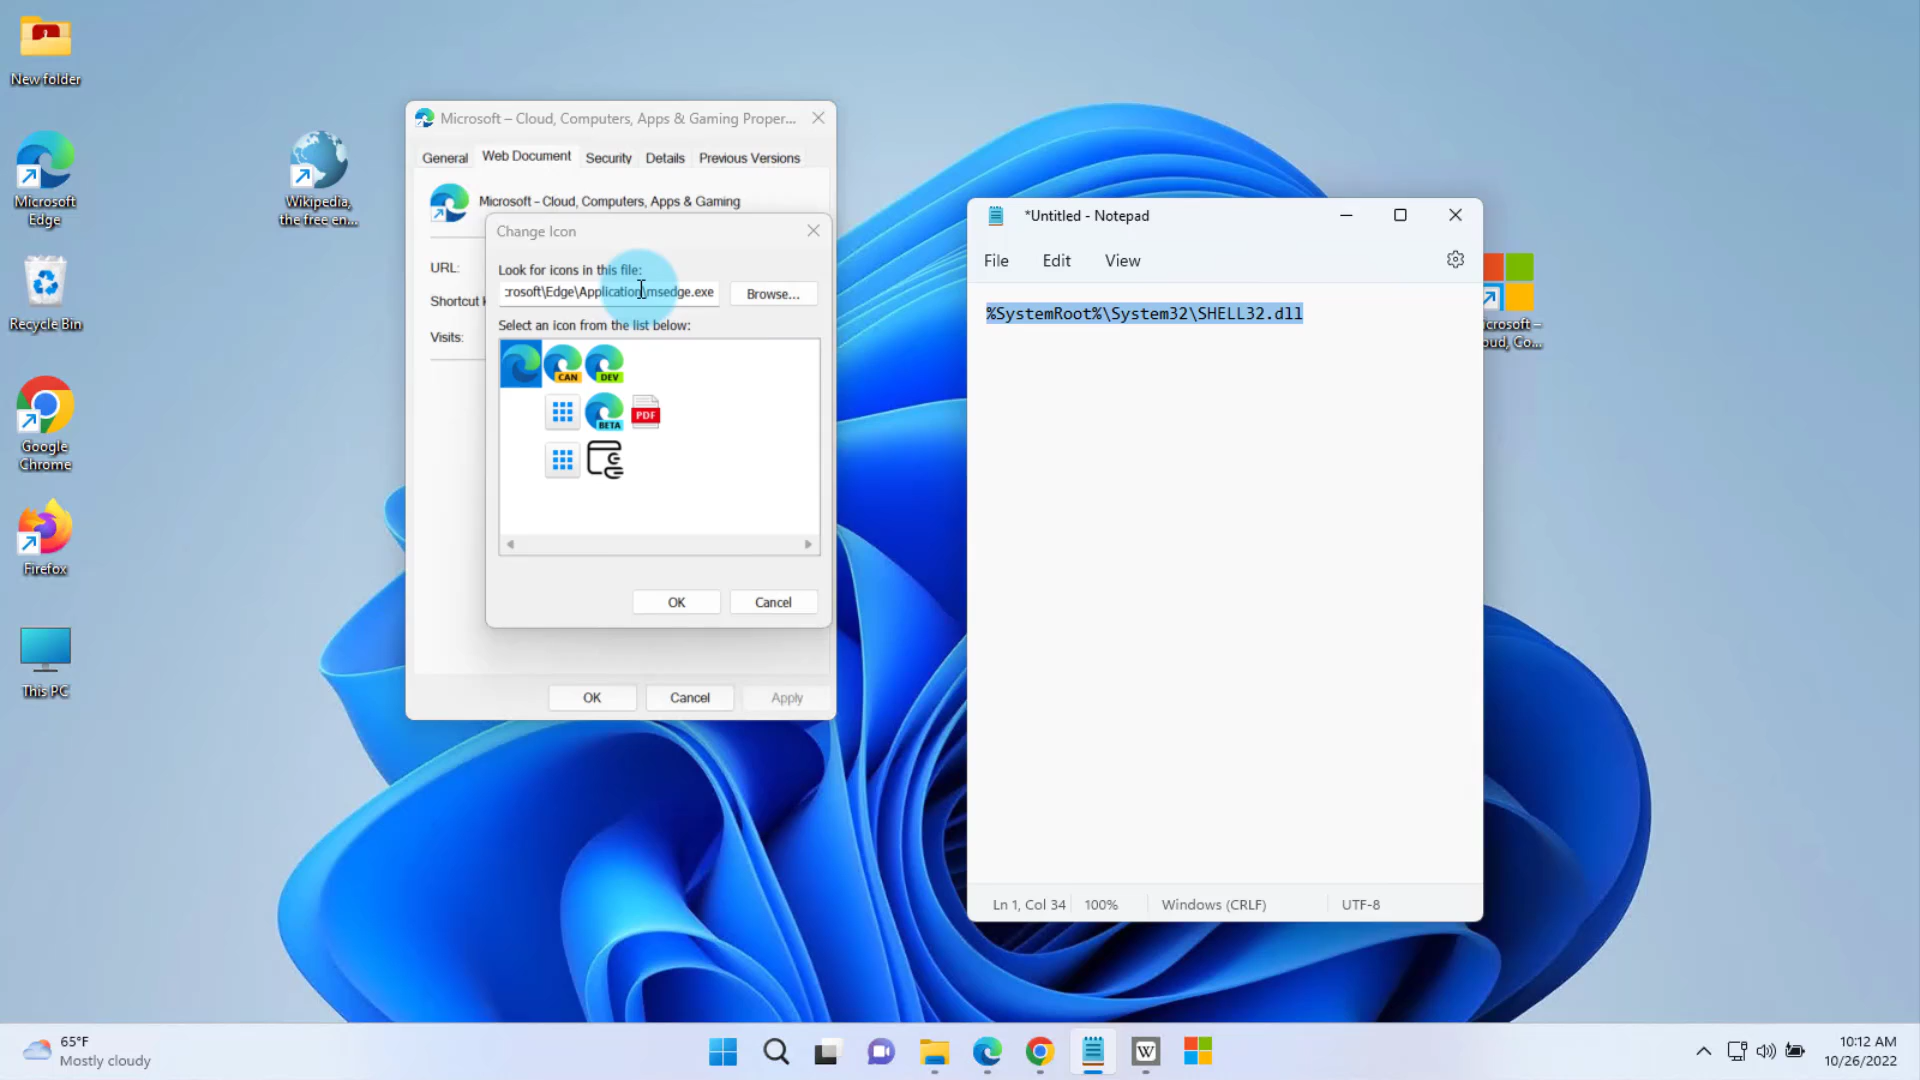 New folder
Microsoft
Edge
Recycle Bin
Google
Chrome
Firefox
This PC
Wikipedia,
the free en...
Microsoft – Cloud, Computers, Apps & Gaming Proper...
General Web Document Security Details Previous Versions
Microsoft – Cloud, Computers, Apps & Gaming
URL:
Shortcut
Visits:
Change Icon
Look for icons in this file:
rosoft\Edge\Application\msedge.exe Browse...
Select an icon from the list below:
CAN DEV
BETA PDF
OK Cancel
OK Cancel Apply
*Untitled - Notepad
File Edit View
%SystemRoot%\System32\SHELL32.dll
Ln 1, Col 34 100% Windows (CRLF) UTF-8
crosoft –
oud, Co...
65°F
Mostly cloudy
W
10:12 AM
10/26/2022